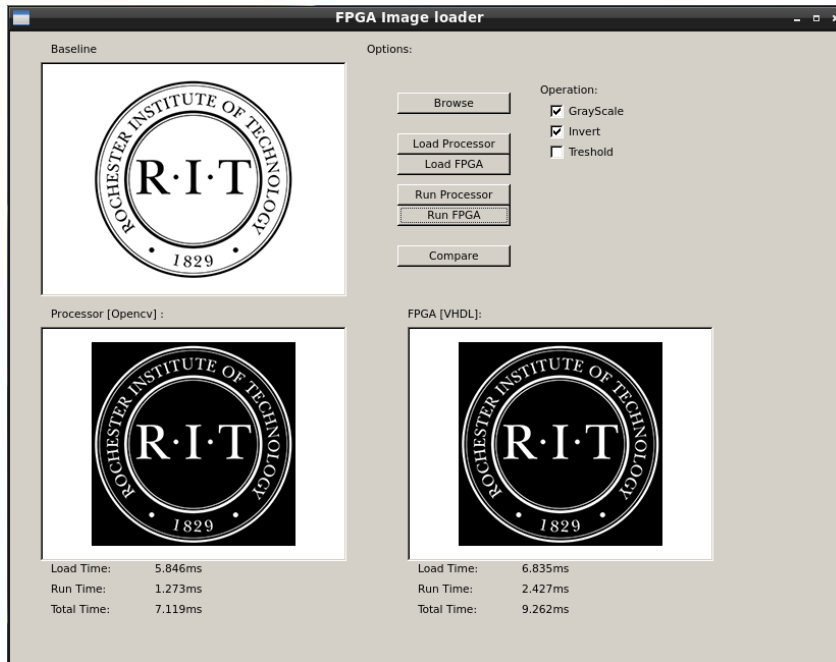 FPGA Image loader
Baseline
Options:
ROCHESTER INSTITUTE OF TECHNOLOGY
R·I·T
· 1829 ·
Browse
Load Processor
Load FPGA
Run Processor
Run FPGA
Compare
Operation:
GrayScale
Invert
Treshold
Processor [Opencv] :
ROCHESTER INSTITUTE OF TECHNOLOGY
R·I·T
· 1829 ·
Load Time: 5.846ms
Run Time: 1.273ms
Total Time: 7.119ms
FPGA [VHDL]:
ROCHESTER INSTITUTE OF TECHNOLOGY
R·I·T
· 1829 ·
Load Time: 6.835ms
Run Time: 2.427ms
Total Time: 9.262ms